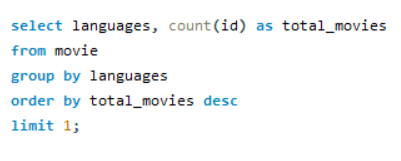 select languages, count(id) as total_movies
from movie
group by languages
order by total_movies desc
limit 1;